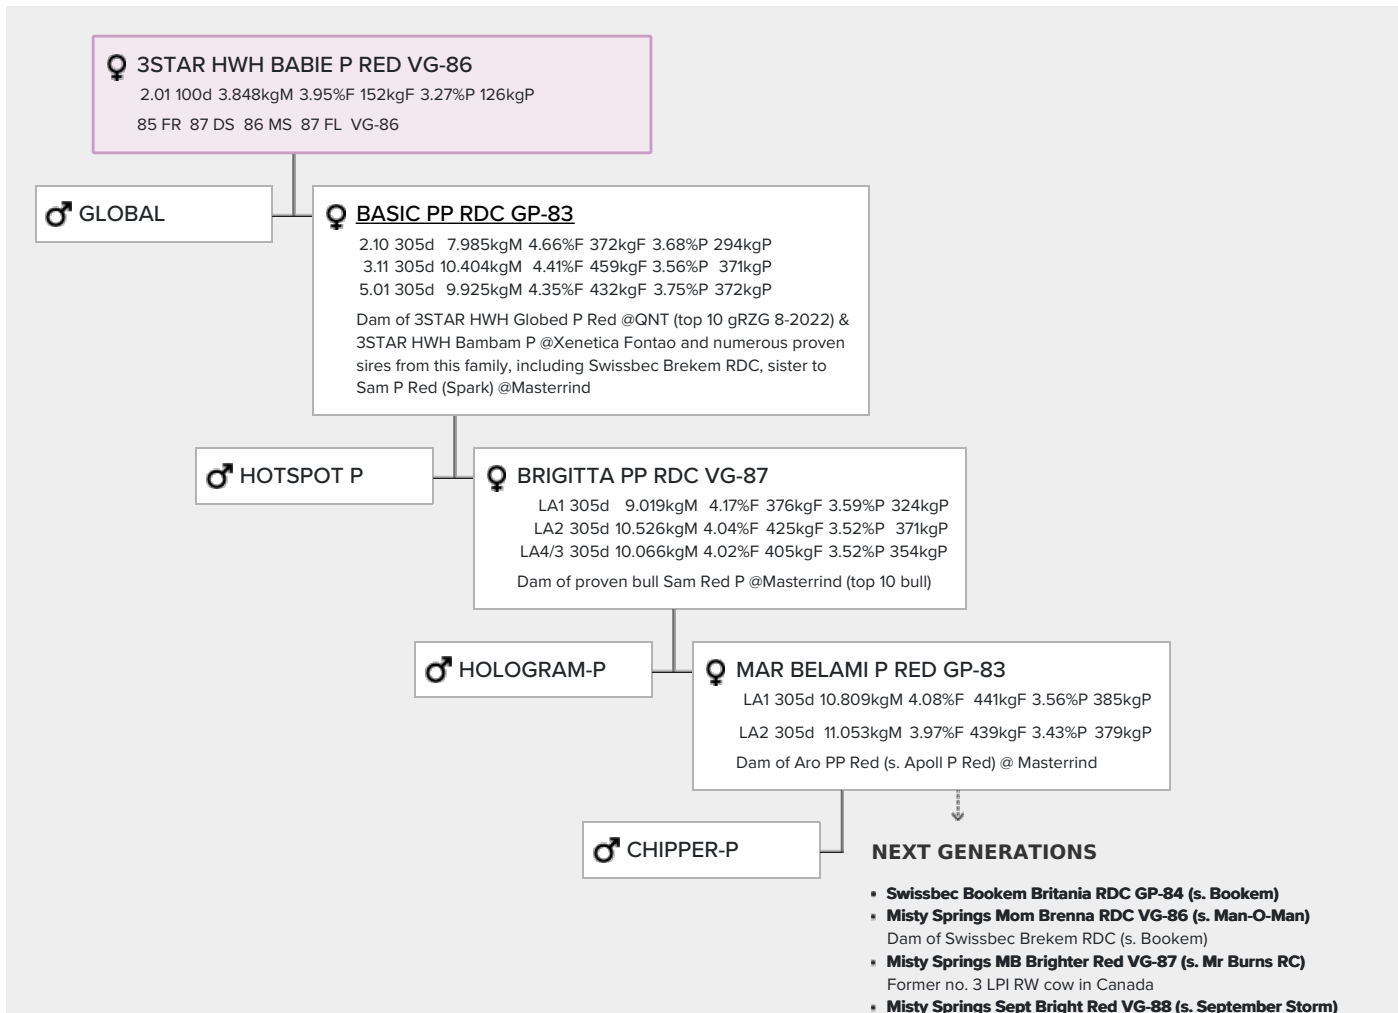 3STAR HWH BABIE P RED VG-86
2.01 100d 3.848kgM 3.95%F 152kgF 3.27%P 126kgP
85 FR 87 DS 86 MS 87 FL VG-86
GLOBAL
BASIC PP RDC GP-83
2.10 305d 7.985kgM 4.66%F 372kgF 3.68%P 294kgP
3.11 305d 10.404kgM 4.41%F 459kgF 3.56%P 371kgP
5.01 305d 9.925kgM 4.35%F 432kgF 3.75%P 372kgP
Dam of 3STAR HWH Globed P Red @QNT (top 10 gRZG 8-2022) &
3STAR HWH Bambam P @Xenetica Fontao and numerous proven
sires from this family, including Swissbec Brekem RDC, sister to
Sam P Red (Spark) @Masterrind
HOTSPOT P
BRIGITTA PP RDC VG-87
LA1 305d 9.019kgM 4.17%F 376kgF 3.59%P 324kgP
LA2 305d 10.526kgM 4.04%F 425kgF 3.52%P 371kgP
LA4/3 305d 10.066kgM 4.02%F 405kgF 3.52%P 354kgP
Dam of proven bull Sam Red P @Masterrind (top 10 bull)
HOLOGRAM-P
MAR BELAMI P RED GP-83
LA1 305d 10.809kgM 4.08%F 441kgF 3.56%P 385kgP
LA2 305d 11.053kgM 3.97%F 439kgF 3.43%P 379kgP
Dam of Aro PP Red (s. Apoll P Red) @ Masterrind
CHIPPER-P
NEXT GENERATIONS
▪ Swissbec Bookem Britania RDC GP-84 (s. Bookem)
▪ Misty Springs Mom Brenna RDC VG-86 (s. Man-O-Man)
Dam of Swissbec Brekem RDC (s. Bookem)
▪ Misty Springs MB Brighter Red VG-87 (s. Mr Burns RC)
Former no. 3 LPI RW cow in Canada
▪ Misty Springs Sept Bright Red VG-88 (s. September Storm)